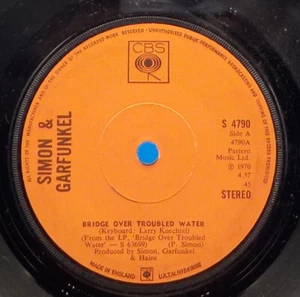 CBS
SIMON &
GARFUNKEL
S 4790
Side A
4790A
Pattern
Music Ltd.
℗ 1970
4.57
45
STEREO
BRIDGE OVER TROUBLED WATER
(Keyboard: Larry Knechtel)
(From the LP, 'Bridge Over Troubled
Water' — S 63699) (P. Simon)
Produced by Simon, Garfunkel
& Halee
MADE IN ENGLAND